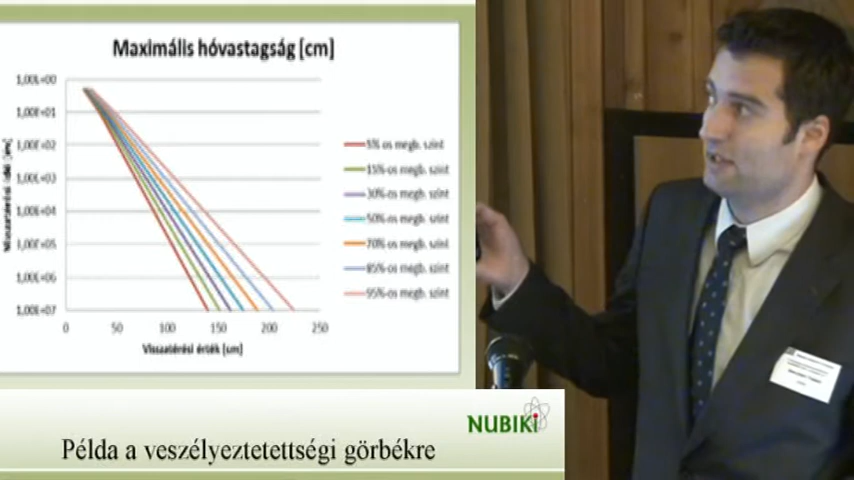 Maximális hóvastagság [cm]
1,00E+00
1,00E+01
1,00E+02
1,00E+03
1,00E+04
1,00E+05
1,00E+06
1,00E+07
0 50 100 150 200 250
Visszatérési érték [cm]
5%-os megb. szint
15%-os megb. szint
30%-os megb. szint
50%-os megb. szint
70%-os megb. szint
85%-os megb. szint
95%-os megb. szint
NUBIKI
Példa a veszélyeztetettségi görbékre